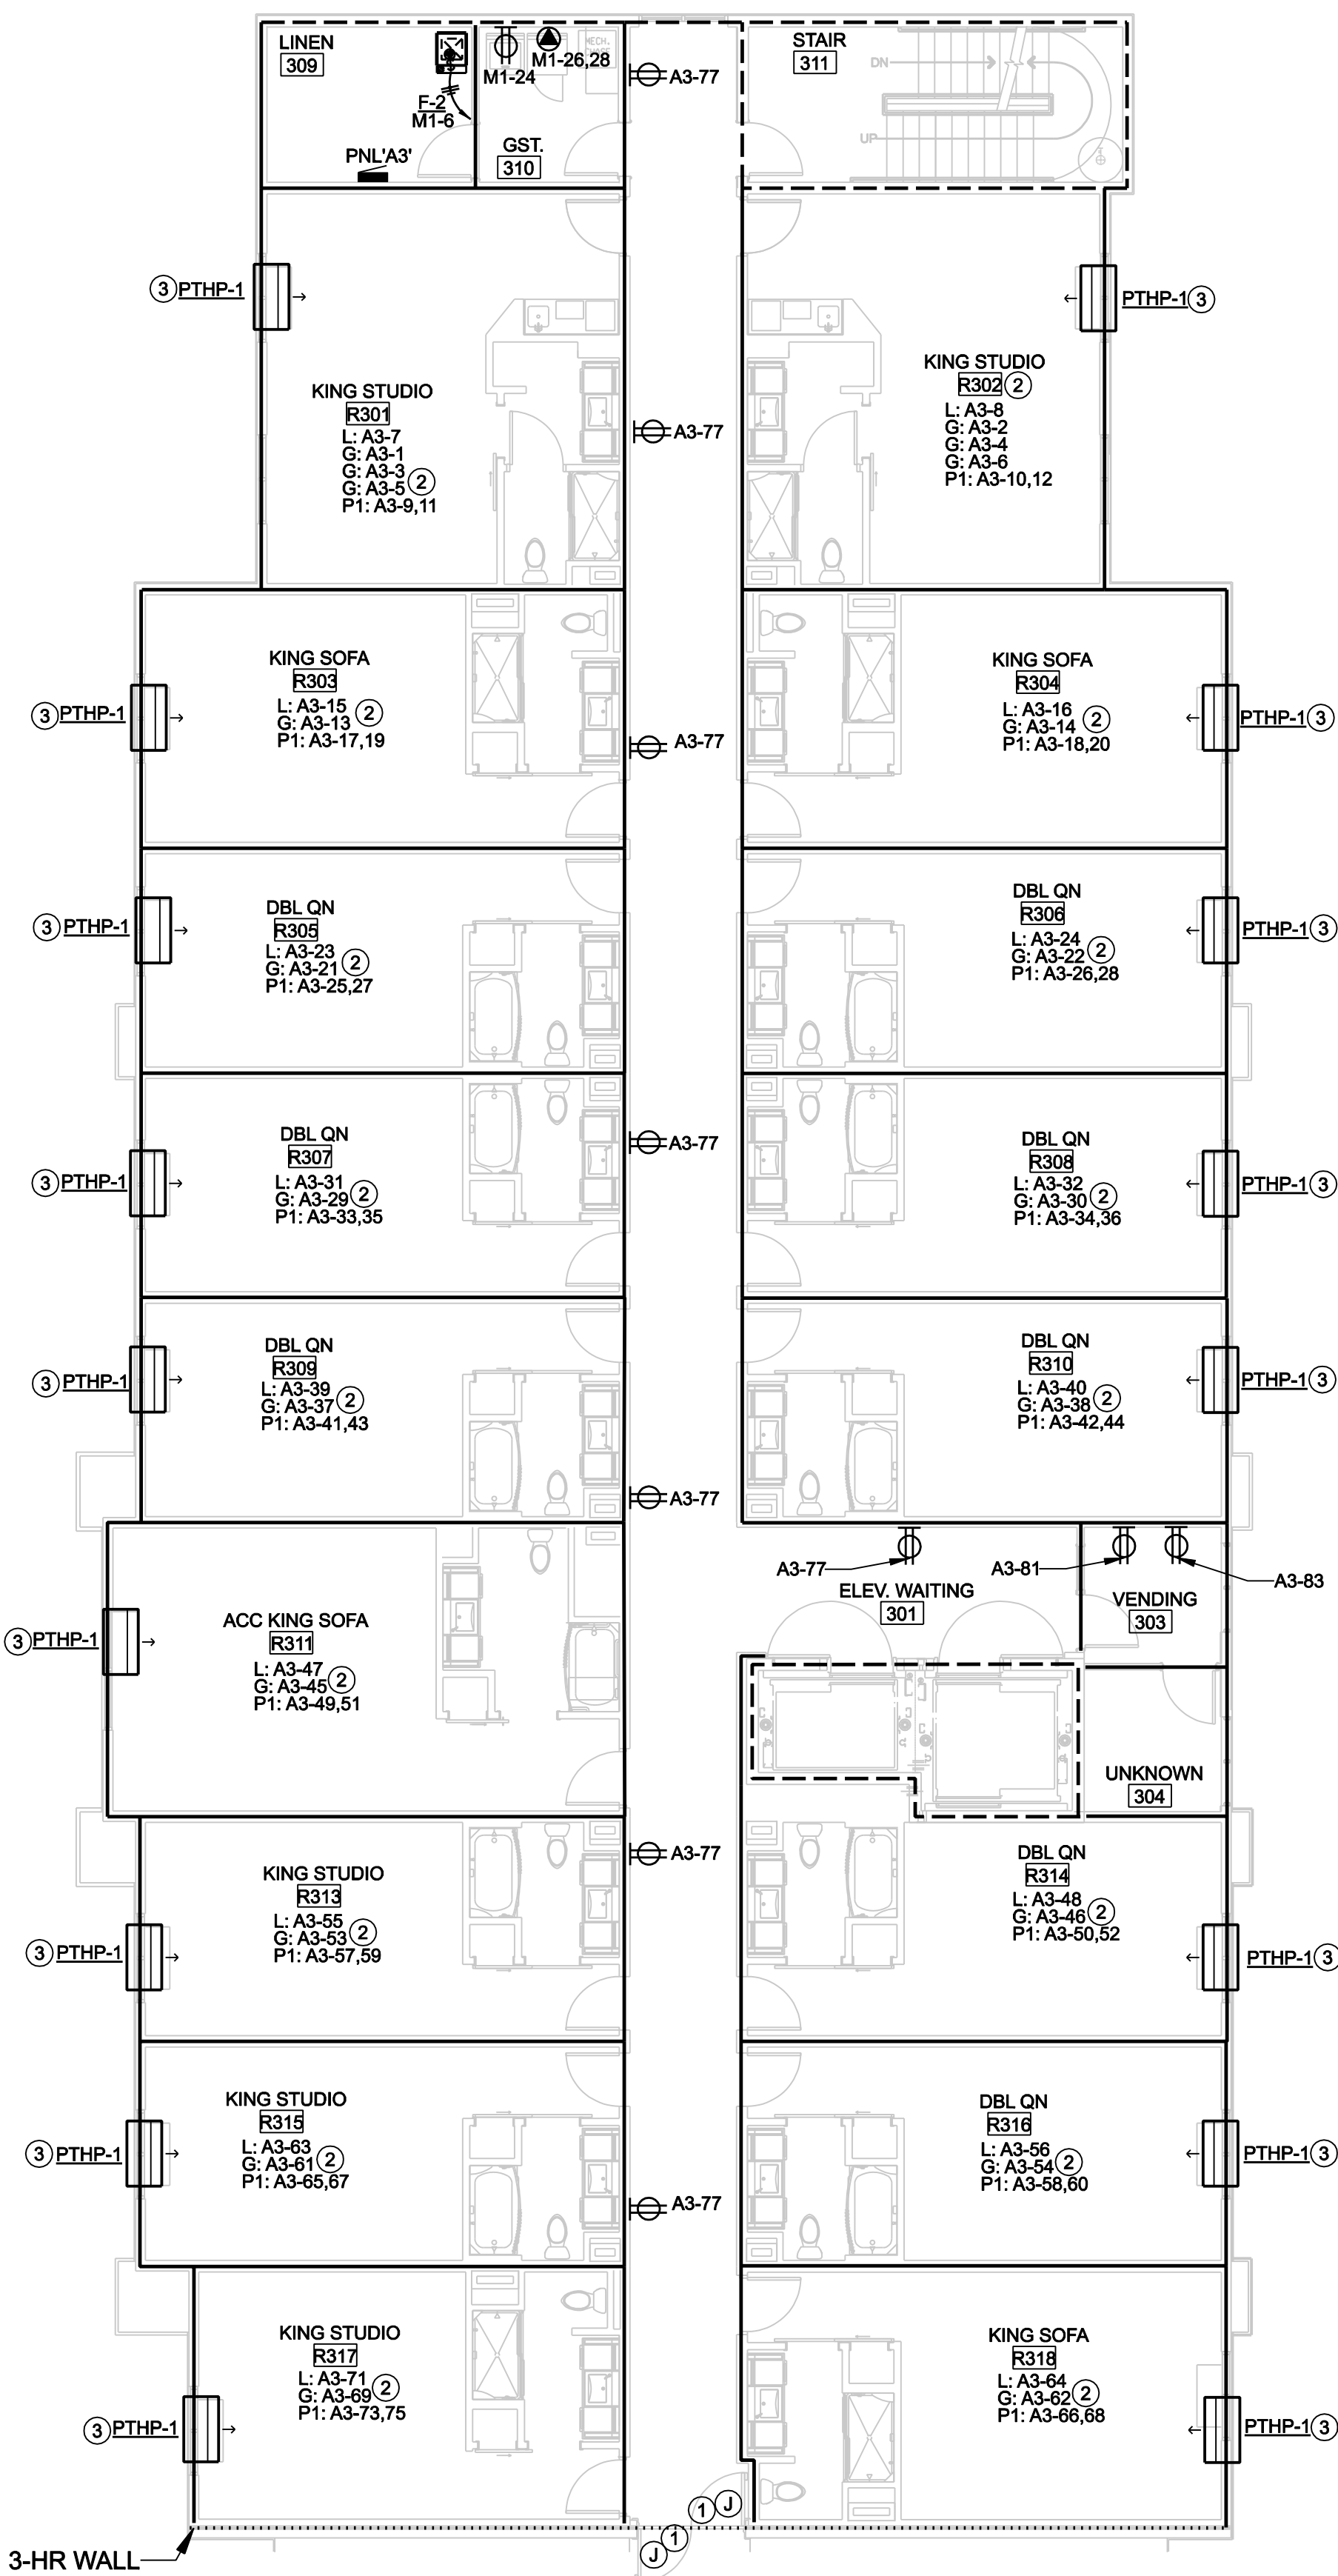 LINEN
309
F-2
M1-6
PNL'A3'
M1-24
M1-26,28
MECH.
CHASE
GST.
310
A3-77
STAIR
311
DN
UP
3 PTHP-1
PTHP-1 3
KING STUDIO
R301
L: A3-7
G: A3-1
G: A3-3
G: A3-5 2
P1: A3-9,11
A3-77
KING STUDIO
R302 2
L: A3-8
G: A3-2
G: A3-4
G: A3-6
P1: A3-10,12
KING SOFA
R303
L: A3-15
G: A3-13 2
P1: A3-17,19
3 PTHP-1
A3-77
KING SOFA
R304
L: A3-16
G: A3-14 2
P1: A3-18,20
PTHP-1 3
DBL QN
R305
L: A3-23
G: A3-21 2
P1: A3-25,27
3 PTHP-1
DBL QN
R306
L: A3-24
G: A3-22 2
P1: A3-26,28
PTHP-1 3
DBL QN
R307
L: A3-31
G: A3-29 2
P1: A3-33,35
3 PTHP-1
A3-77
DBL QN
R308
L: A3-32
G: A3-30 2
P1: A3-34,36
PTHP-1 3
DBL QN
R309
L: A3-39
G: A3-37 2
P1: A3-41,43
3 PTHP-1
A3-77
DBL QN
R310
L: A3-40
G: A3-38 2
P1: A3-42,44
PTHP-1 3
A3-77
ELEV. WAITING
301
A3-81
A3-83
VENDING
303
ACC KING SOFA
R311
L: A3-47
G: A3-45 2
P1: A3-49,51
3 PTHP-1
UNKNOWN
304
KING STUDIO
R313
L: A3-55
G: A3-53 2
P1: A3-57,59
3 PTHP-1
A3-77
DBL QN
R314
L: A3-48
G: A3-46 2
P1: A3-50,52
PTHP-1 3
KING STUDIO
R315
L: A3-63
G: A3-61 2
P1: A3-65,67
3 PTHP-1
A3-77
DBL QN
R316
L: A3-56
G: A3-54 2
P1: A3-58,60
PTHP-1 3
KING STUDIO
R317
L: A3-71
G: A3-69 2
P1: A3-73,75
3 PTHP-1
KING SOFA
R318
L: A3-64
G: A3-62 2
P1: A3-66,68
PTHP-1 3
1 J
J 1
3-HR WALL